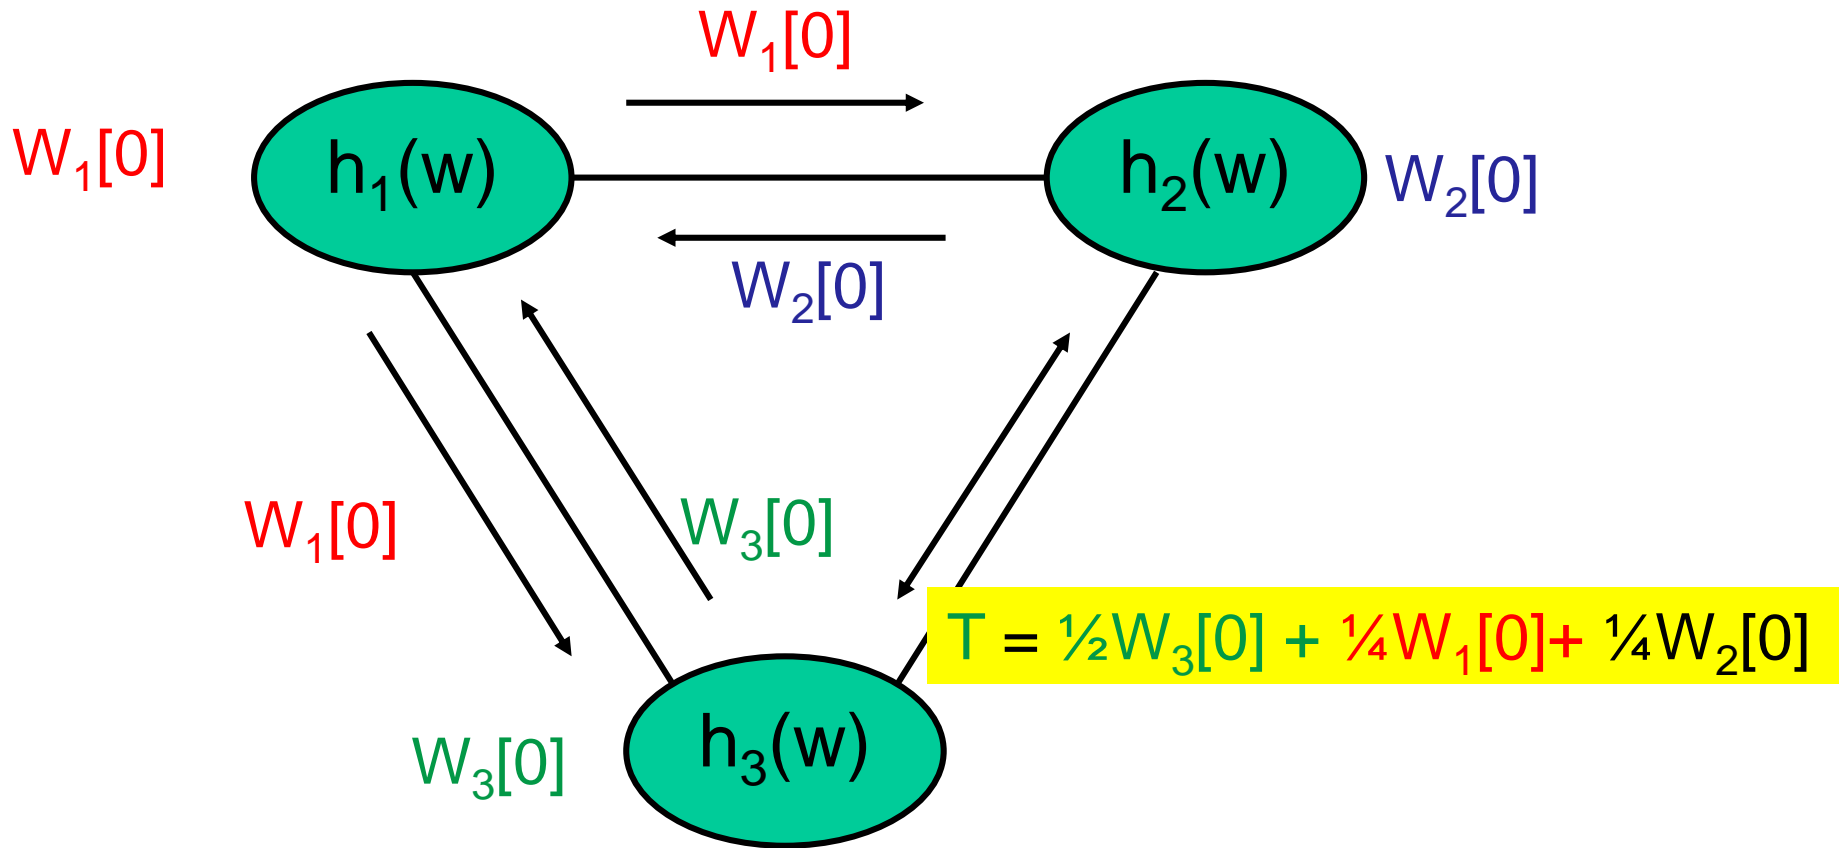 W₁[0]
W₁[0]
h₁(w)
h₂(w)
W₂[0]
W₂[0]
W₁[0]
W₃[0]
T = ½W₃[0] + ¼W₁[0]+ ¼W₂[0]
W₃[0]
h₃(w)